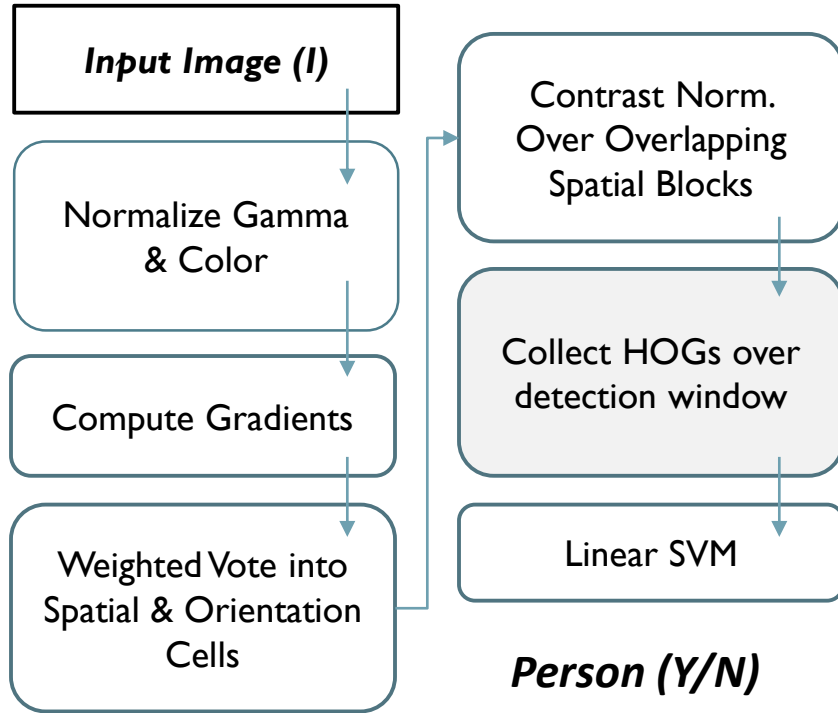 Input Image (I)
Normalize Gamma
& Color
Compute Gradients
Weighted Vote into
Spatial & Orientation
Cells
Contrast Norm.
Over Overlapping
Spatial Blocks
Collect HOGs over
detection window
Linear SVM
Person (Y/N)